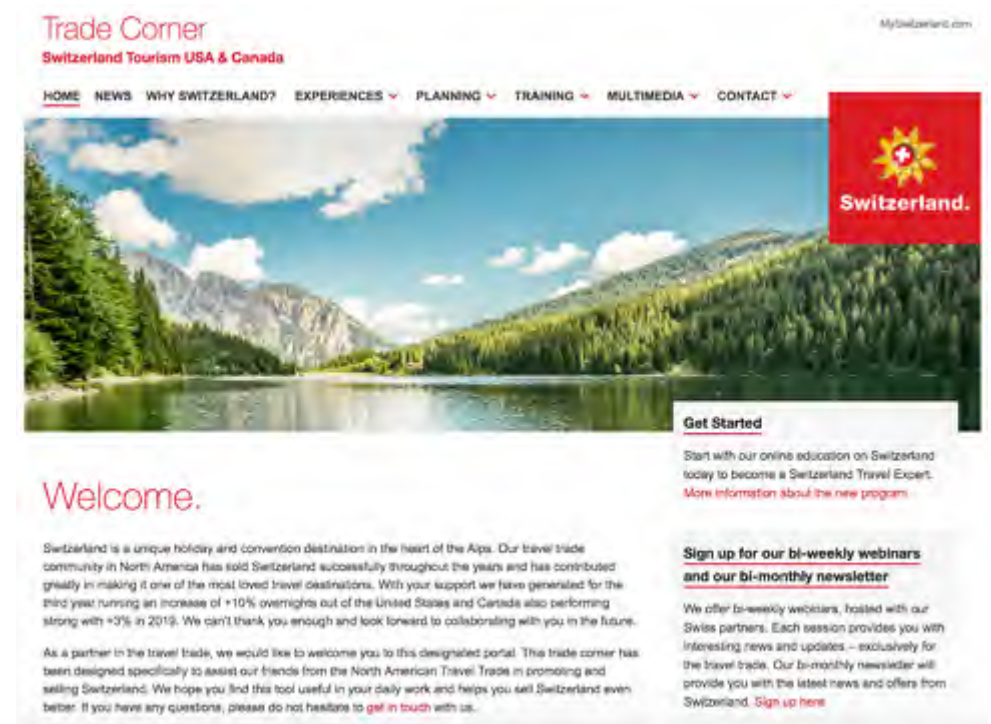 Trade Corner
MySwitzerland.com
Switzerland Tourism USA & Canada
HOME NEWS WHY SWITZERLAND? EXPERIENCES PLANNING TRAINING MULTIMEDIA CONTACT
Switzerland.
Get Started
Start with our online education on Switzerland
today to become a Switzerland Travel Expert.
More information about the new program
Welcome.
Switzerland is a unique holiday and convention destination in the heart of the Alps. Our travel trade
community in North America has sold Switzerland successfully throughout the years and has contributed
greatly in making it one of the most loved travel destinations. With your support we have generated for the
third year running an increase of +10% overnights out of the United States and Canada also performing
strong with +3% in 2019. We can't thank you enough and look forward to collaborating with you in the future.
As a partner in the travel trade, we would like to welcome you to this designated portal. This trade corner has
been designed specifically to assist our friends from the North American Travel Trade in promoting and
selling Switzerland. We hope you find this tool useful in your daily work and helps you sell Switzerland even
better. If you have any questions, please do not hesitate to get in touch with us.
Sign up for our bi-weekly webinars
and our bi-monthly newsletter
We offer bi-weekly webinars, hosted with our
Swiss partners. Each session provides you with
interesting news and updates – exclusively for
the travel trade. Our bi-monthly newsletter will
provide you with the latest news and offers from
Switzerland. Sign up here